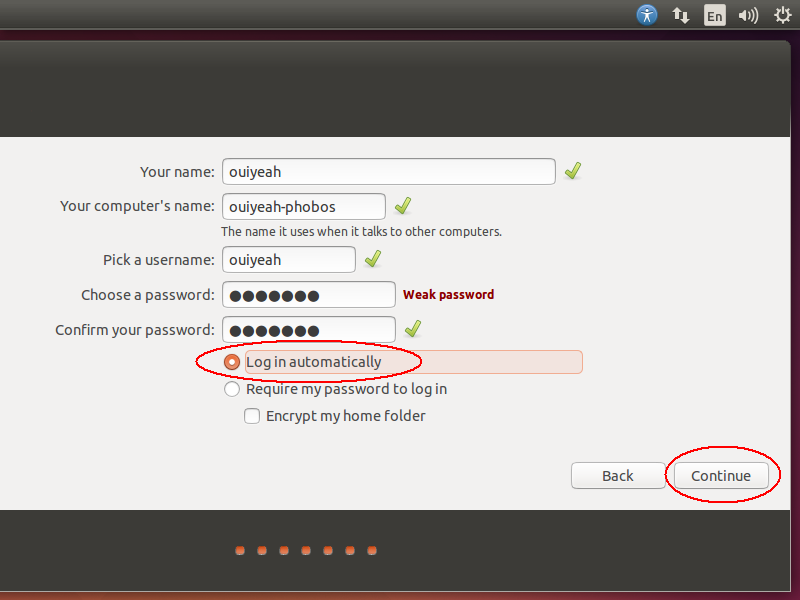 En
Your name: ouiyeah
Your computer's name: ouiyeah-phobos
The name it uses when it talks to other computers.
Pick a username: ouiyeah
Choose a password: ●●●●●●● Weak password
Confirm your password: ●●●●●●●
Log in automatically
Require my password to log in
Encrypt my home folder
Back Continue